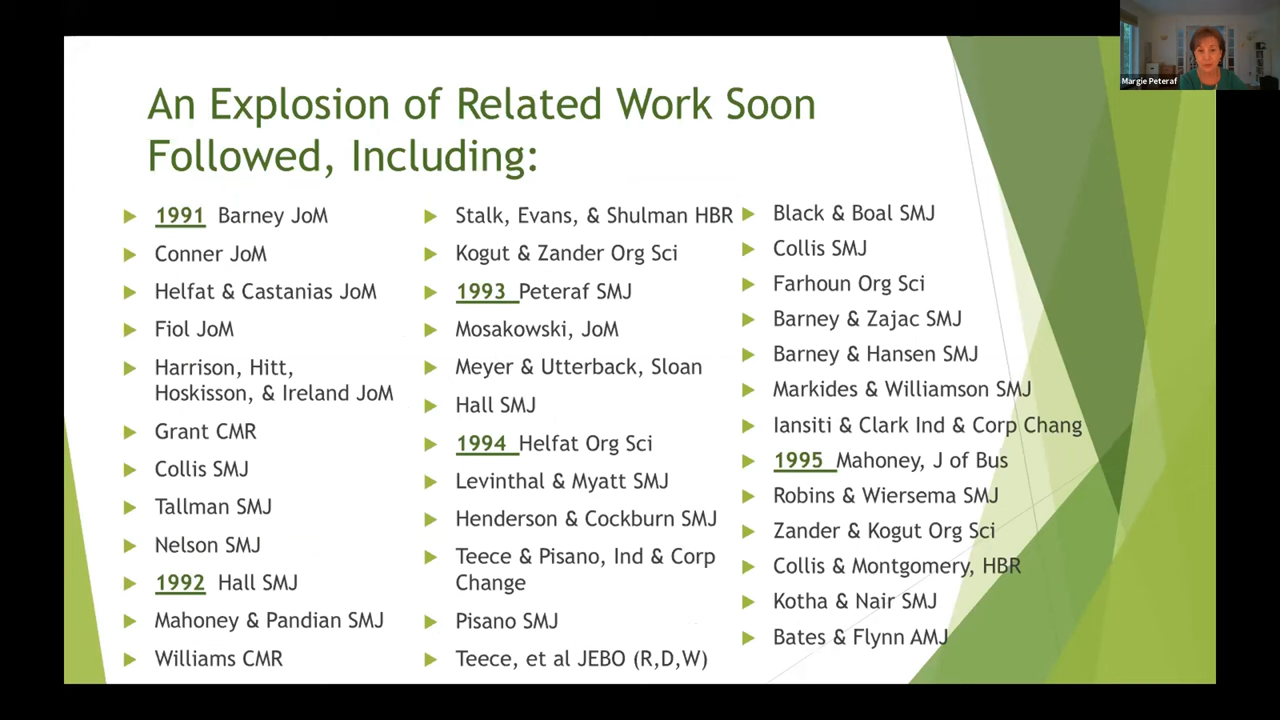 An Explosion of Related Work Soon
Followed, Including:
1991 Barney JoM
Conner JoM
Helfat & Castanias JoM
Fiol JoM
Harrison, Hitt,
Hoskisson, & Ireland JoM
Grant CMR
Collis SMJ
Tallman SMJ
Nelson SMJ
1992 Hall SMJ
Mahoney & Pandian SMJ
Williams CMR
Stalk, Evans, & Shulman HBR
Kogut & Zander Org Sci
1993 Peteraf SMJ
Mosakowski, JoM
Meyer & Utterback, Sloan
Hall SMJ
1994 Helfat Org Sci
Levinthal & Myatt SMJ
Henderson & Cockburn SMJ
Teece & Pisano, Ind & Corp
Change
Pisano SMJ
Teece, et al JEBO (R,D,W)
Black & Boal SMJ
Collis SMJ
Farhoun Org Sci
Barney & Zajac SMJ
Barney & Hansen SMJ
Markides & Williamson SMJ
Iansiti & Clark Ind & Corp Chang
1995 Mahoney, J of Bus
Robins & Wiersema SMJ
Zander & Kogut Org Sci
Collis & Montgomery, HBR
Kotha & Nair SMJ
Bates & Flynn AMJ
Margie Peteraf